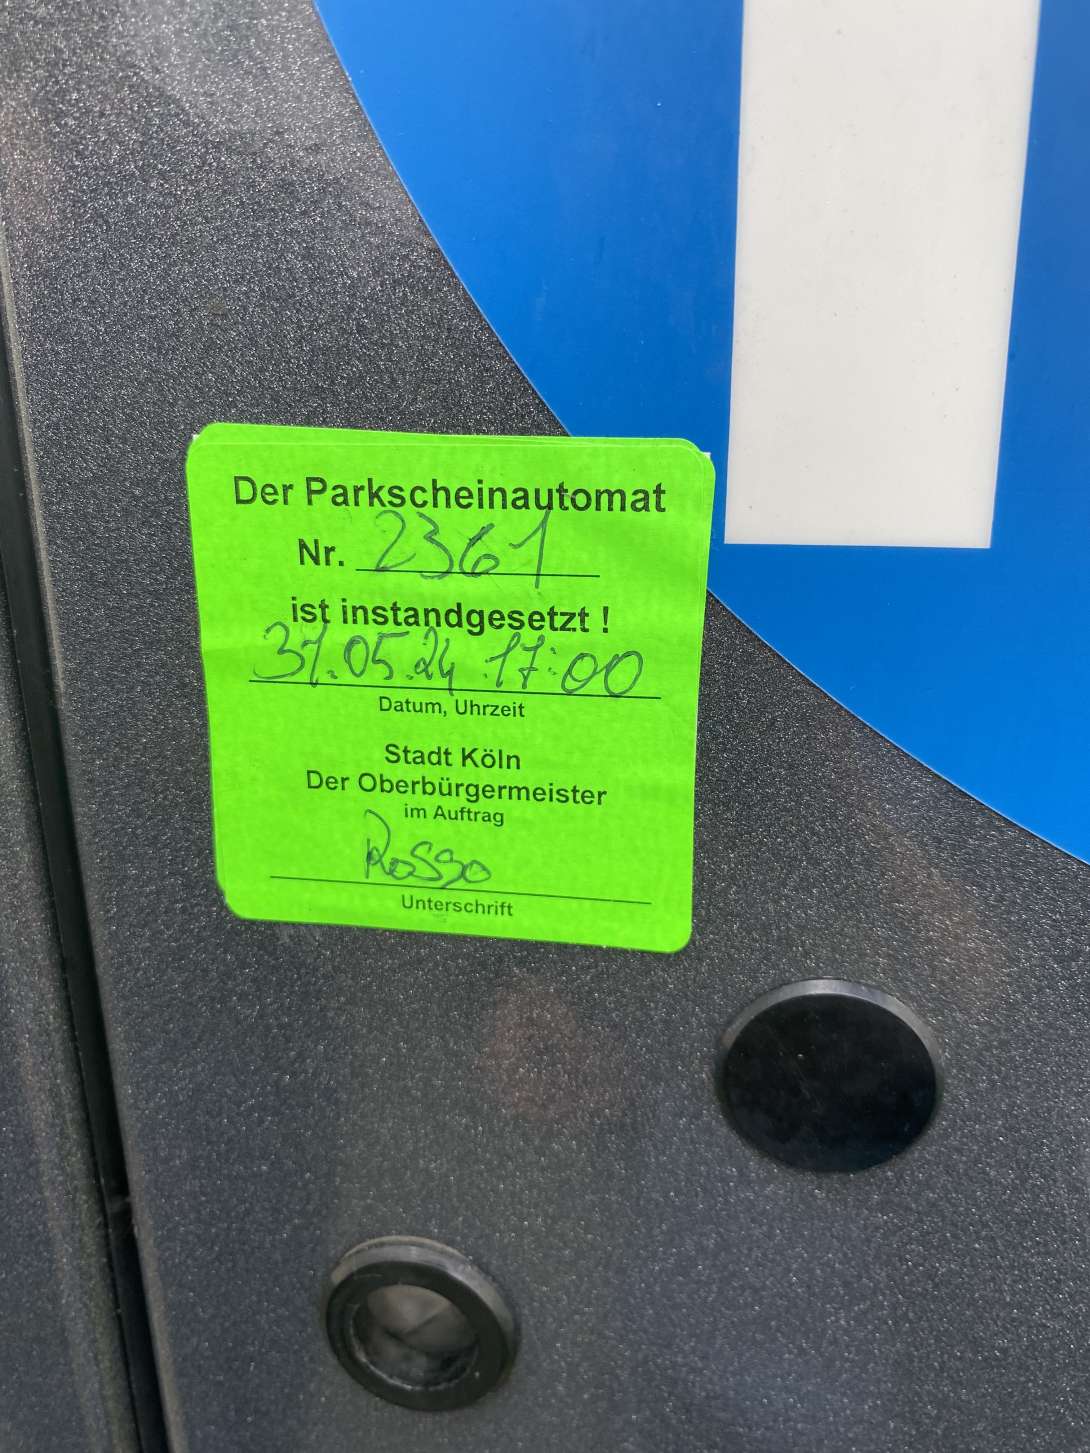 Der Parkscheinautomat
Nr. 2361
ist instandgesetzt !
31.05.24 17:00
Datum, Uhrzeit
Stadt Köln
Der Oberbürgermeister
im Auftrag
Rosso
Unterschrift